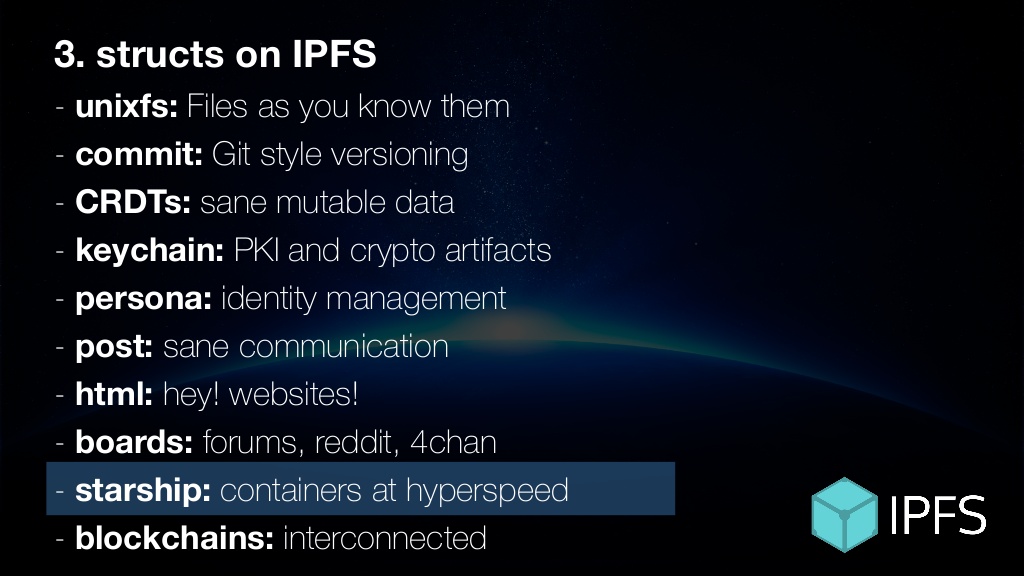 3. structs on IPFS
- unixfs: Files as you know them
- commit: Git style versioning
- CRDTs: sane mutable data
- keychain: PKI and crypto artifacts
- persona: identity management
- post: sane communication
- html: hey! websites!
- boards: forums, reddit, 4chan
- starship: containers at hyperspeed
- blockchains: interconnected
IPFS